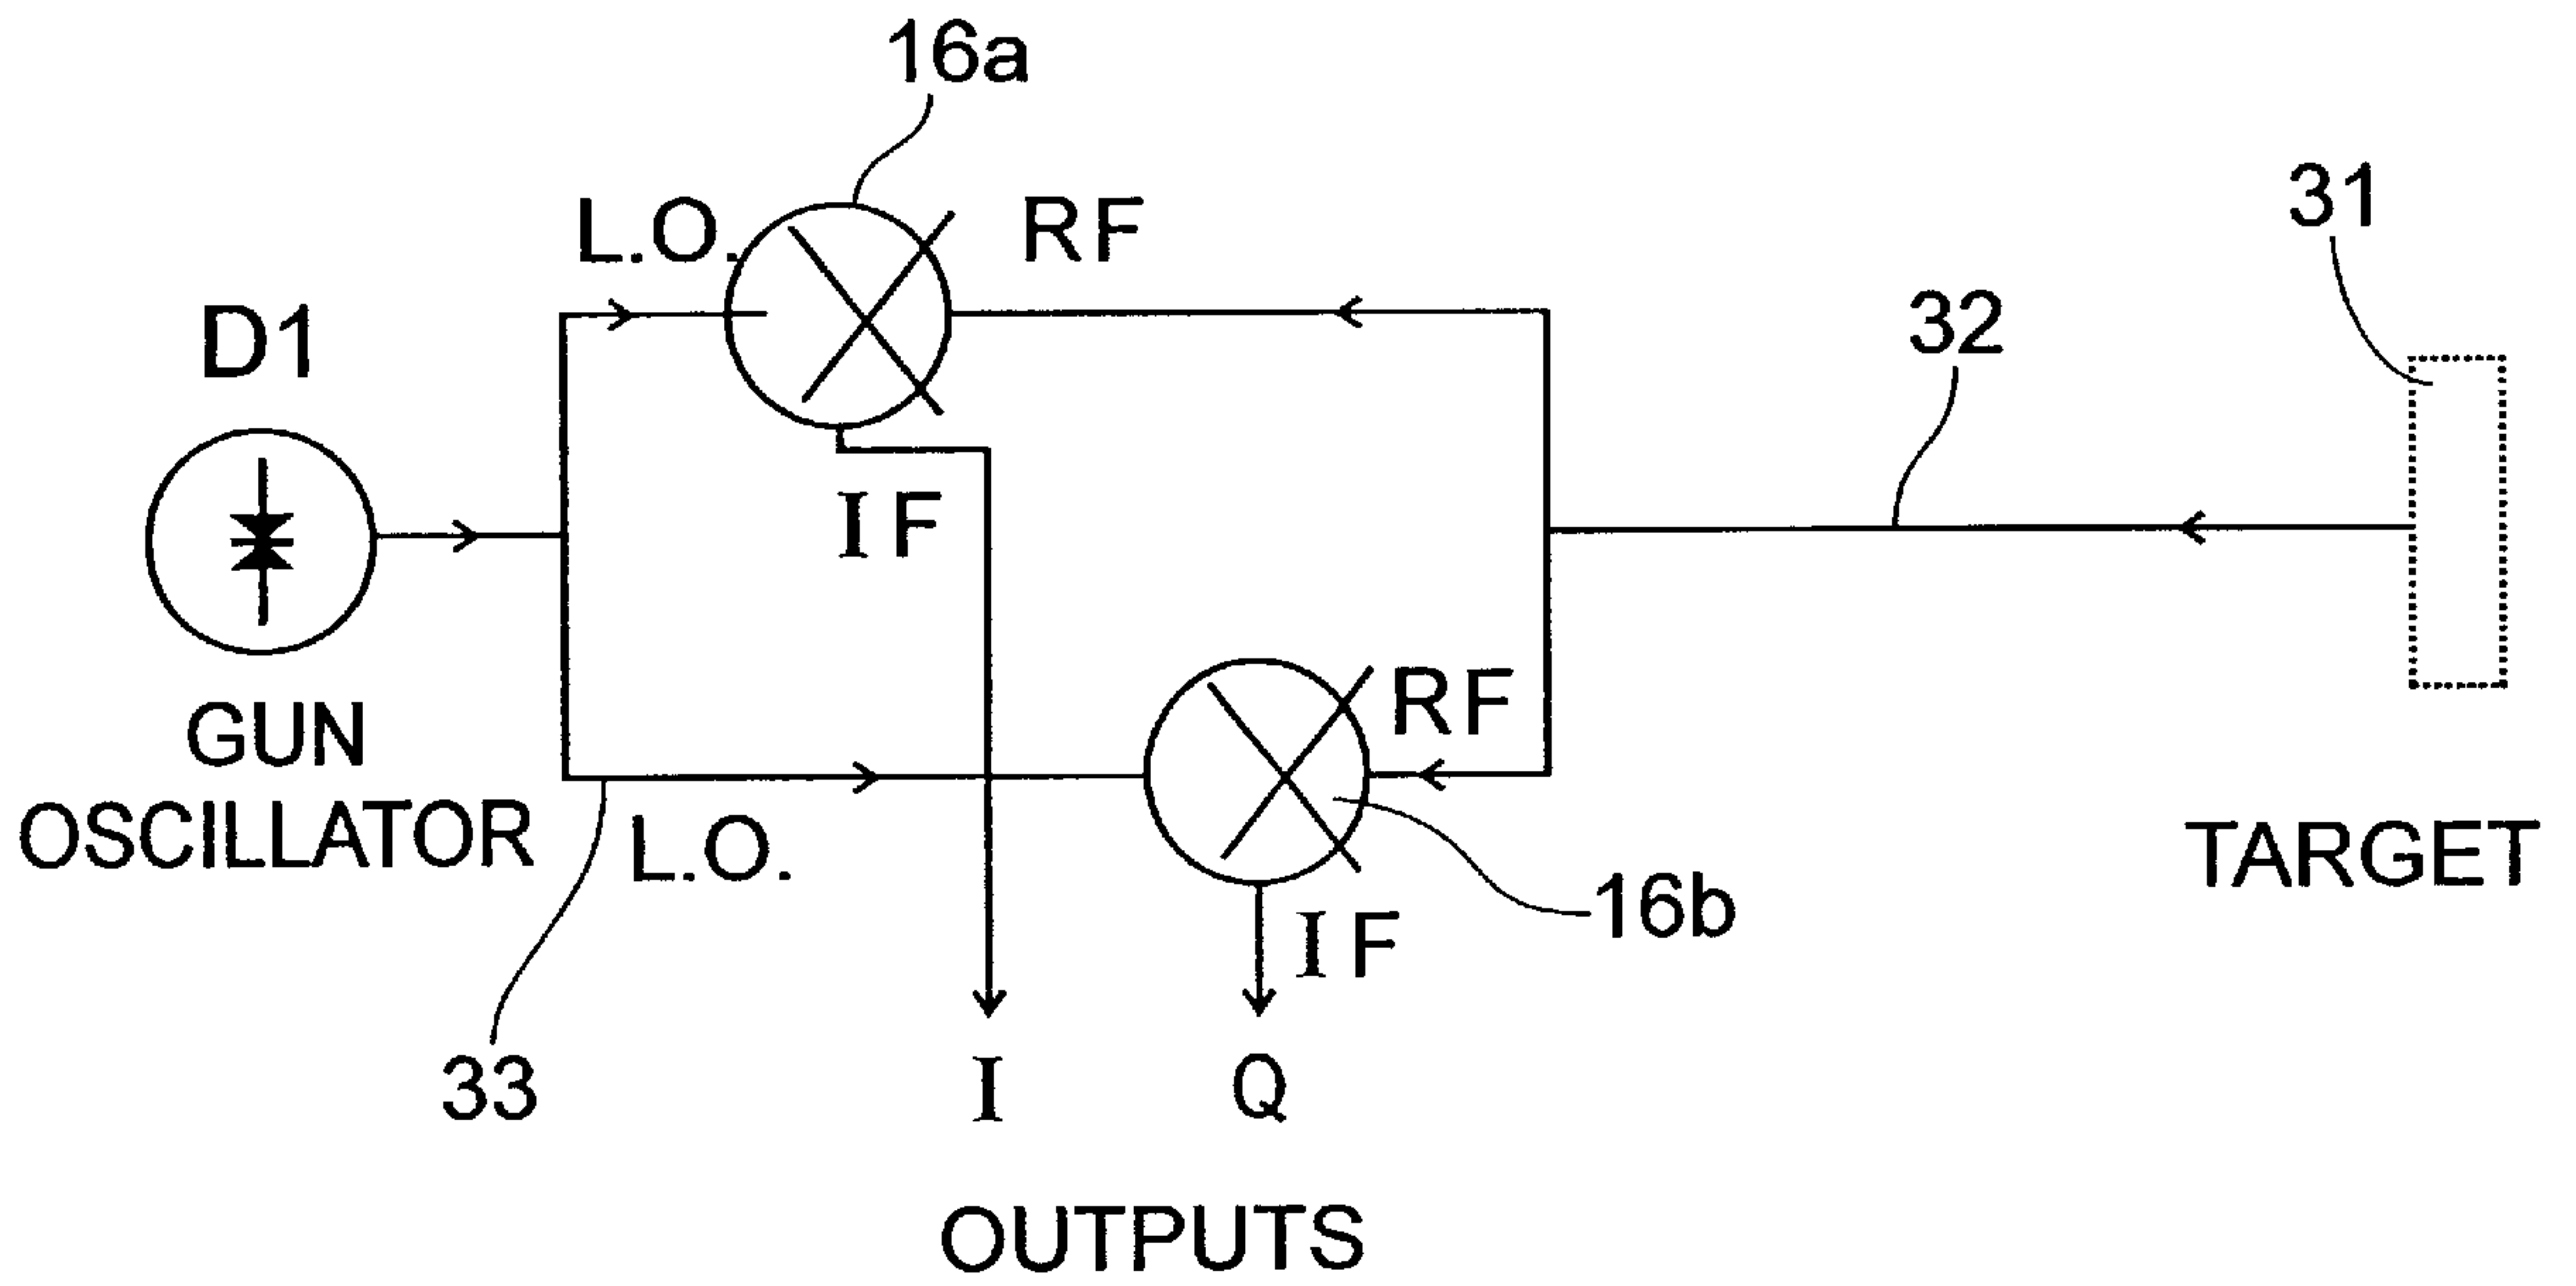 16a
L.O.
RF
31
D1
32
IF
GUN
OSCILLATOR
RF
L.O.
TARGET
16b
IF
33
I
Q
OUTPUTS